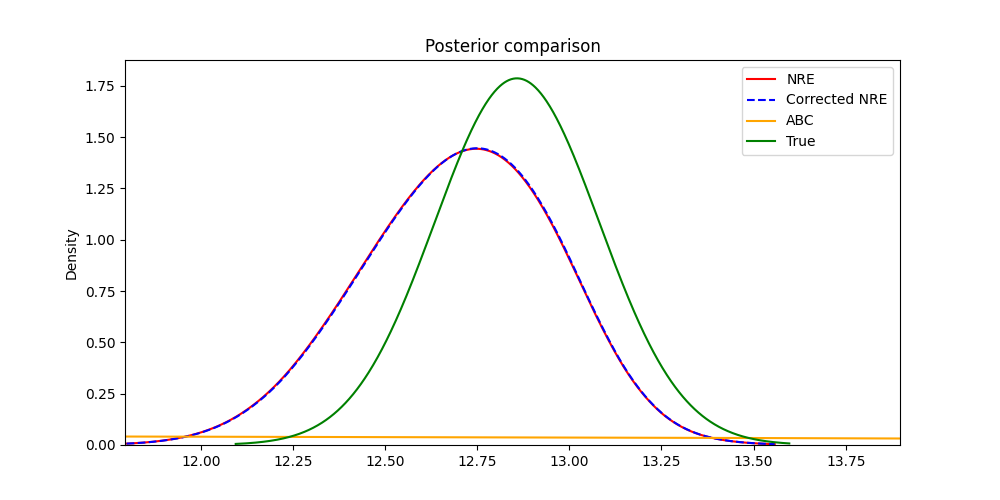 Posterior comparison
NRE
Corrected NRE
ABC
True
Density
1.75
1.50
1.25
1.00
0.75
0.50
0.25
0.00
12.00 12.25 12.50 12.75 13.00 13.25 13.50 13.75